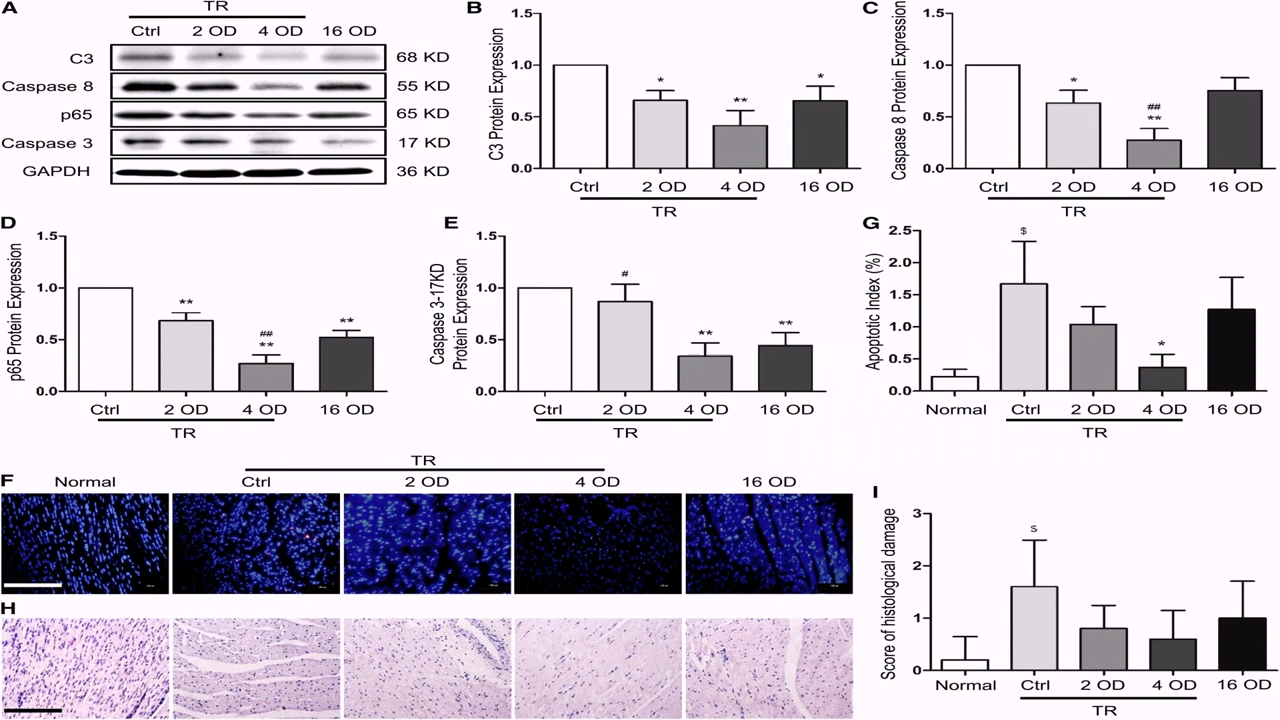 A
TR
Ctrl 2 OD 4 OD 16 OD
C3 68 KD
Caspase 8 55 KD
p65 65 KD
Caspase 3 17 KD
GAPDH 36 KD
B
C3 Protein Expression
1.5
1.0
0.5
0.0
*
**
*
Ctrl 2 OD 4 OD 16 OD
TR
C
Caspase 8 Protein Expression
1.5
1.0
0.5
0.0
*
##
**
Ctrl 2 OD 4 OD 16 OD
TR
D
p65 Protein Expression
1.5
1.0
0.5
0.0
**
##
**
**
Ctrl 2 OD 4 OD 16 OD
TR
E
Caspase 3-17KD
Protein Expression
1.5
1.0
0.5
0.0
#
**
**
Ctrl 2 OD 4 OD 16 OD
TR
G
Apoptotic Index (%)
2.5
2.0
1.5
1.0
0.5
0.0
$
*
Normal Ctrl 2 OD 4 OD 16 OD
TR
F
TR
Normal Ctrl 2 OD 4 OD 16 OD
H
I
Score of histological damage
3
2
1
0
$
Normal Ctrl 2 OD 4 OD 16 OD
TR